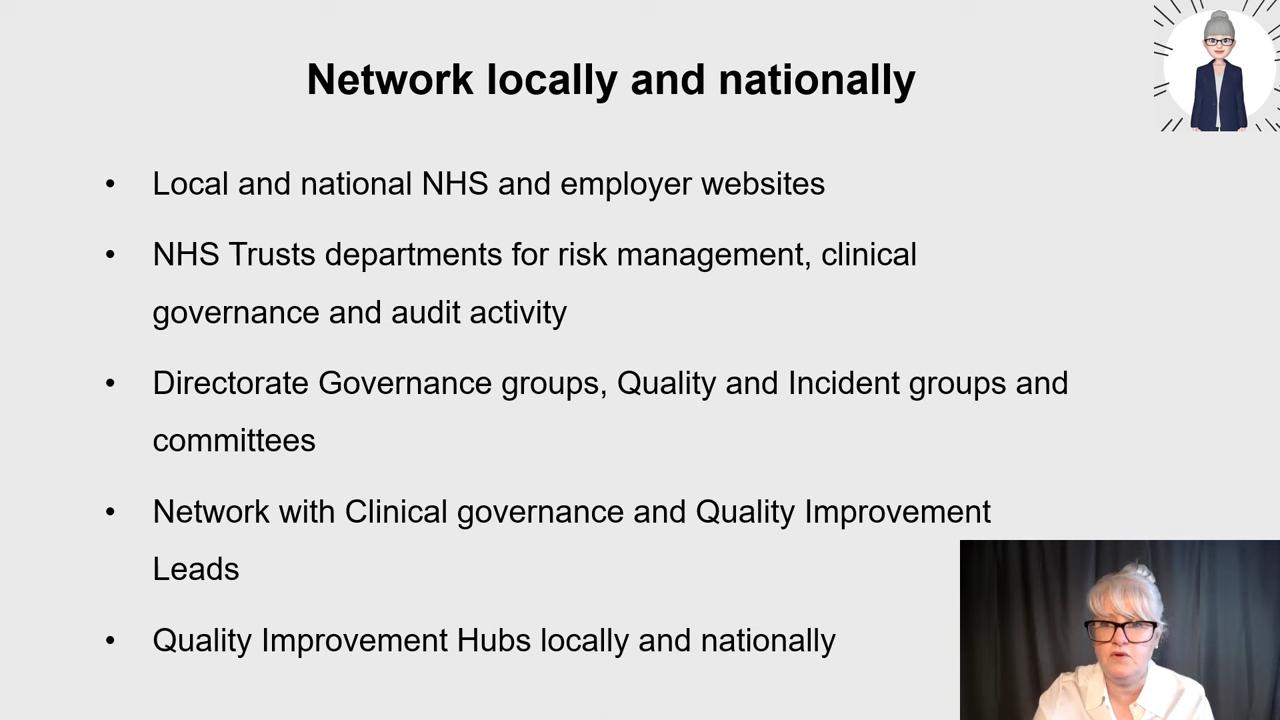 Network locally and nationally
• Local and national NHS and employer websites
• NHS Trusts departments for risk management, clinical
governance and audit activity
• Directorate Governance groups, Quality and Incident groups and
committees
• Network with Clinical governance and Quality Improvement
Leads
• Quality Improvement Hubs locally and nationally